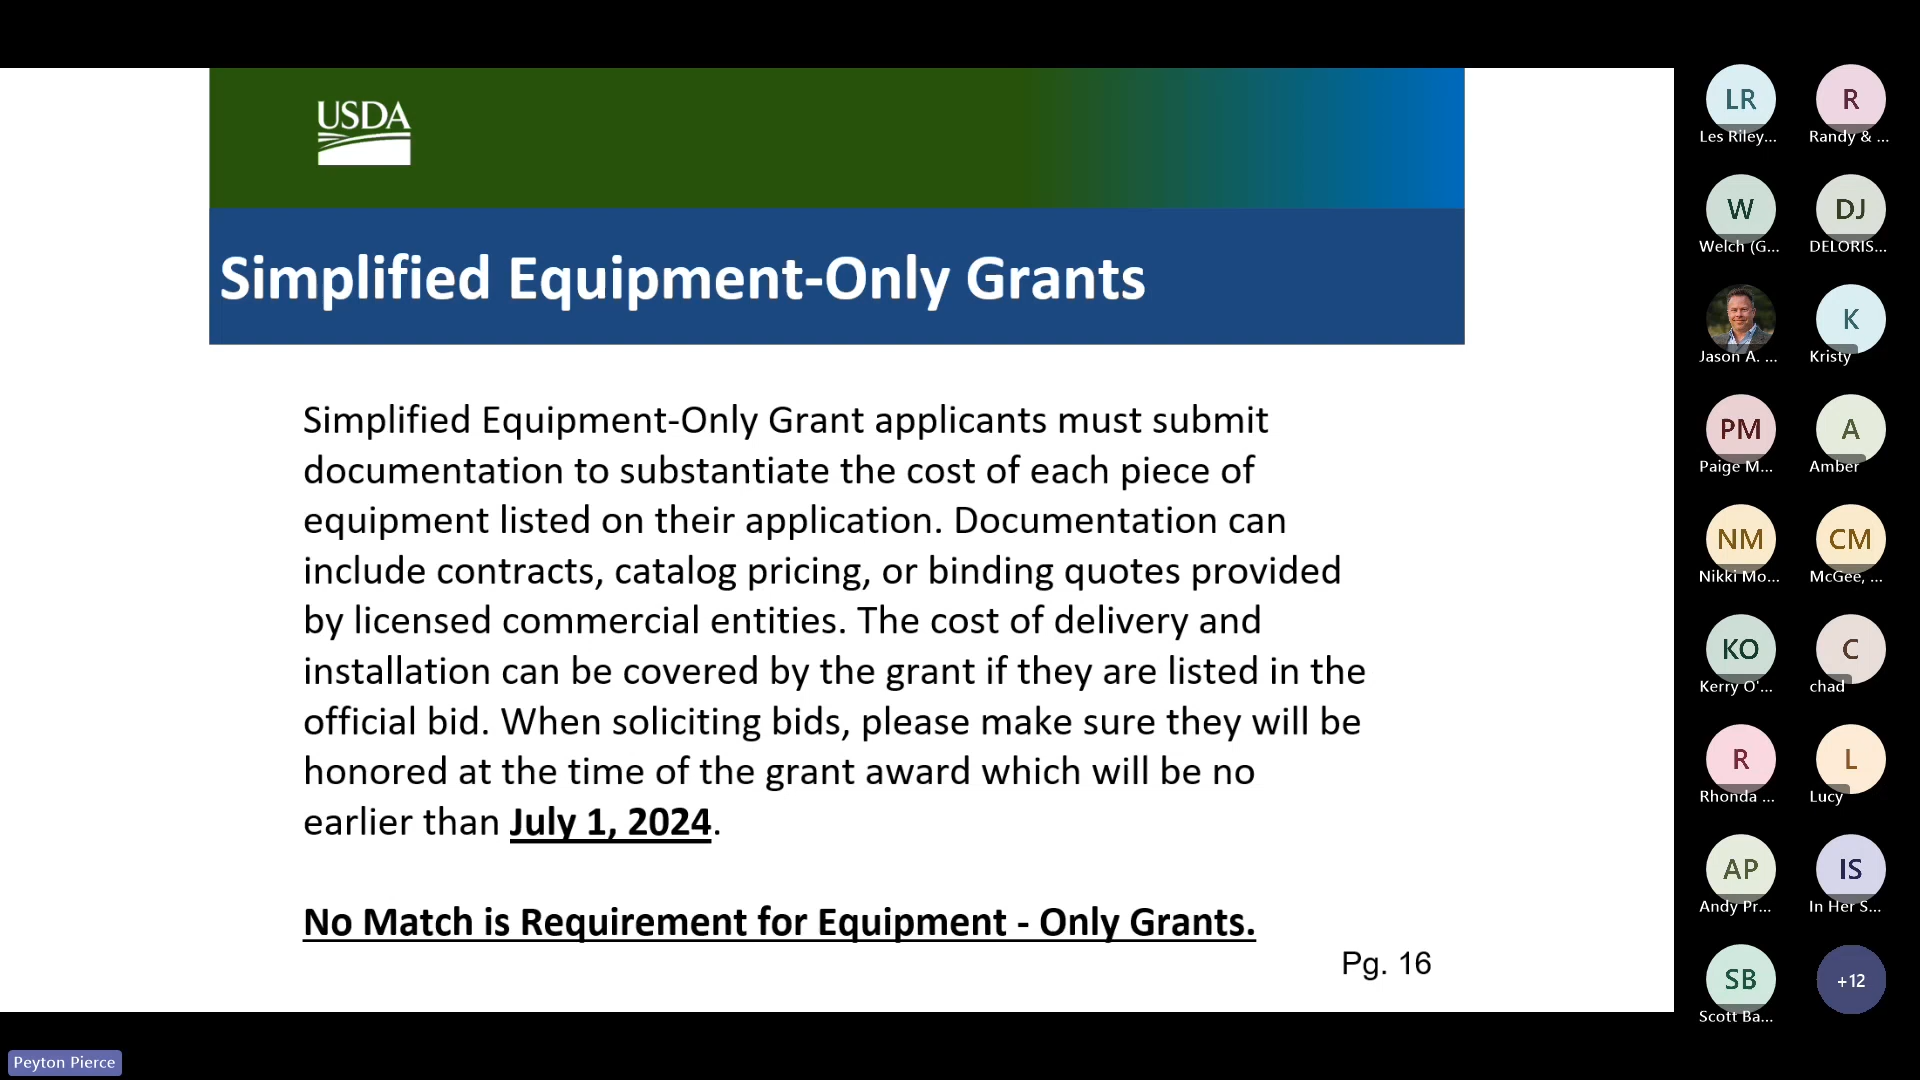 USDA
Simplified Equipment-Only Grants
Simplified Equipment-Only Grant applicants must submit
documentation to substantiate the cost of each piece of
equipment listed on their application. Documentation can
include contracts, catalog pricing, or binding quotes provided
by licensed commercial entities. The cost of delivery and
installation can be covered by the grant if they are listed in the
official bid. When soliciting bids, please make sure they will be
honored at the time of the grant award which will be no
earlier than July 1, 2024.
No Match is Requirement for Equipment - Only Grants.
Pg. 16
LR
Les Riley...
R
Randy & ...
W
Welch (G...
DJ
DELORIS...
Jason A. ...
K
Kristy
PM
Paige M...
A
Amber
NM
Nikki Mo...
CM
McGee, ...
KO
Kerry O'...
C
chad
R
Rhonda ...
L
Lucy
AP
Andy Pr...
IS
In Her S...
SB
Scott Ba...
+12
Peyton Pierce